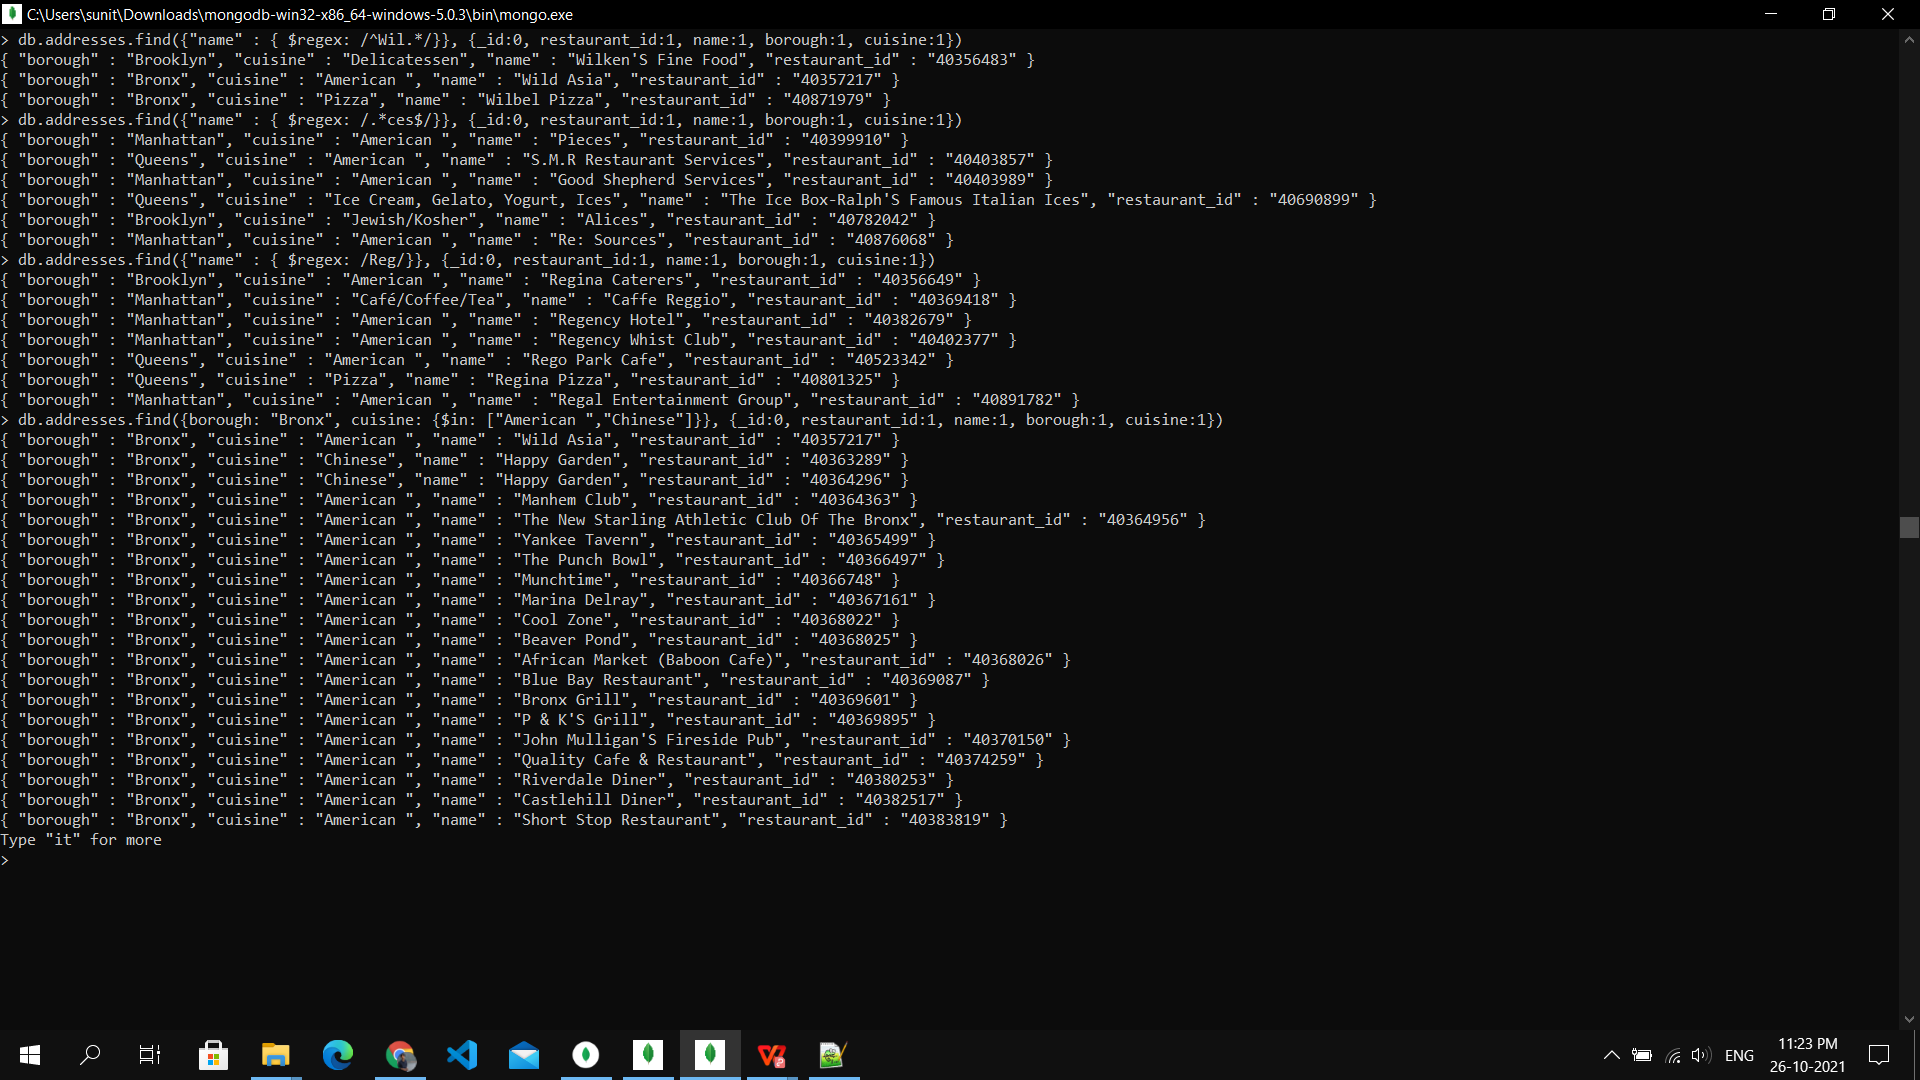 C:\Users\sunit\Downloads\mongodb-win32-x86_64-windows-5.0.3\bin\mongo.exe
> db.addresses.find({"name" : { $regex: /^Wil.*/}}, {_id:0, restaurant_id:1, name:1, borough:1, cuisine:1})
{ "borough" : "Brooklyn", "cuisine" : "Delicatessen", "name" : "Wilken'S Fine Food", "restaurant_id" : "40356483" }
{ "borough" : "Bronx", "cuisine" : "American ", "name" : "Wild Asia", "restaurant_id" : "40357217" }
{ "borough" : "Bronx", "cuisine" : "Pizza", "name" : "Wilbel Pizza", "restaurant_id" : "40871979" }
> db.addresses.find({"name" : { $regex: /.*ces$/}}, {_id:0, restaurant_id:1, name:1, borough:1, cuisine:1})
{ "borough" : "Manhattan", "cuisine" : "American ", "name" : "Pieces", "restaurant_id" : "40399910" }
{ "borough" : "Queens", "cuisine" : "American ", "name" : "S.M.R Restaurant Services", "restaurant_id" : "40403857" }
{ "borough" : "Manhattan", "cuisine" : "American ", "name" : "Good Shepherd Services", "restaurant_id" : "40403989" }
{ "borough" : "Queens", "cuisine" : "Ice Cream, Gelato, Yogurt, Ices", "name" : "The Ice Box-Ralph'S Famous Italian Ices", "restaurant_id" : "40690899" }
{ "borough" : "Brooklyn", "cuisine" : "Jewish/Kosher", "name" : "Alices", "restaurant_id" : "40782042" }
{ "borough" : "Manhattan", "cuisine" : "American ", "name" : "Re: Sources", "restaurant_id" : "40876068" }
> db.addresses.find({"name" : { $regex: /Reg/}}, {_id:0, restaurant_id:1, name:1, borough:1, cuisine:1})
{ "borough" : "Brooklyn", "cuisine" : "American ", "name" : "Regina Caterers", "restaurant_id" : "40356649" }
{ "borough" : "Manhattan", "cuisine" : "Café/Coffee/Tea", "name" : "Caffe Reggio", "restaurant_id" : "40369418" }
{ "borough" : "Manhattan", "cuisine" : "American ", "name" : "Regency Hotel", "restaurant_id" : "40382679" }
{ "borough" : "Manhattan", "cuisine" : "American ", "name" : "Regency Whist Club", "restaurant_id" : "40402377" }
{ "borough" : "Queens", "cuisine" : "American ", "name" : "Rego Park Cafe", "restaurant_id" : "40523342" }
{ "borough" : "Queens", "cuisine" : "Pizza", "name" : "Regina Pizza", "restaurant_id" : "40801325" }
{ "borough" : "Manhattan", "cuisine" : "American ", "name" : "Regal Entertainment Group", "restaurant_id" : "40891782" }
> db.addresses.find({borough: "Bronx", cuisine: {$in: ["American ","Chinese"]}}, {_id:0, restaurant_id:1, name:1, borough:1, cuisine:1})
{ "borough" : "Bronx", "cuisine" : "American ", "name" : "Wild Asia", "restaurant_id" : "40357217" }
{ "borough" : "Bronx", "cuisine" : "Chinese", "name" : "Happy Garden", "restaurant_id" : "40363289" }
{ "borough" : "Bronx", "cuisine" : "Chinese", "name" : "Happy Garden", "restaurant_id" : "40364296" }
{ "borough" : "Bronx", "cuisine" : "American ", "name" : "Manhem Club", "restaurant_id" : "40364363" }
{ "borough" : "Bronx", "cuisine" : "American ", "name" : "The New Starling Athletic Club Of The Bronx", "restaurant_id" : "40364956" }
{ "borough" : "Bronx", "cuisine" : "American ", "name" : "Yankee Tavern", "restaurant_id" : "40365499" }
{ "borough" : "Bronx", "cuisine" : "American ", "name" : "The Punch Bowl", "restaurant_id" : "40366497" }
{ "borough" : "Bronx", "cuisine" : "American ", "name" : "Munchtime", "restaurant_id" : "40366748" }
{ "borough" : "Bronx", "cuisine" : "American ", "name" : "Marina Delray", "restaurant_id" : "40367161" }
{ "borough" : "Bronx", "cuisine" : "American ", "name" : "Cool Zone", "restaurant_id" : "40368022" }
{ "borough" : "Bronx", "cuisine" : "American ", "name" : "Beaver Pond", "restaurant_id" : "40368025" }
{ "borough" : "Bronx", "cuisine" : "American ", "name" : "African Market (Baboon Cafe)", "restaurant_id" : "40368026" }
{ "borough" : "Bronx", "cuisine" : "American ", "name" : "Blue Bay Restaurant", "restaurant_id" : "40369087" }
{ "borough" : "Bronx", "cuisine" : "American ", "name" : "Bronx Grill", "restaurant_id" : "40369601" }
{ "borough" : "Bronx", "cuisine" : "American ", "name" : "P & K'S Grill", "restaurant_id" : "40369895" }
{ "borough" : "Bronx", "cuisine" : "American ", "name" : "John Mulligan'S Fireside Pub", "restaurant_id" : "40370150" }
{ "borough" : "Bronx", "cuisine" : "American ", "name" : "Quality Cafe & Restaurant", "restaurant_id" : "40374259" }
{ "borough" : "Bronx", "cuisine" : "American ", "name" : "Riverdale Diner", "restaurant_id" : "40380253" }
{ "borough" : "Bronx", "cuisine" : "American ", "name" : "Castlehill Diner", "restaurant_id" : "40382517" }
{ "borough" : "Bronx", "cuisine" : "American ", "name" : "Short Stop Restaurant", "restaurant_id" : "40383819" }
Type "it" for more
>
ENG
11:23 PM
26-10-2021